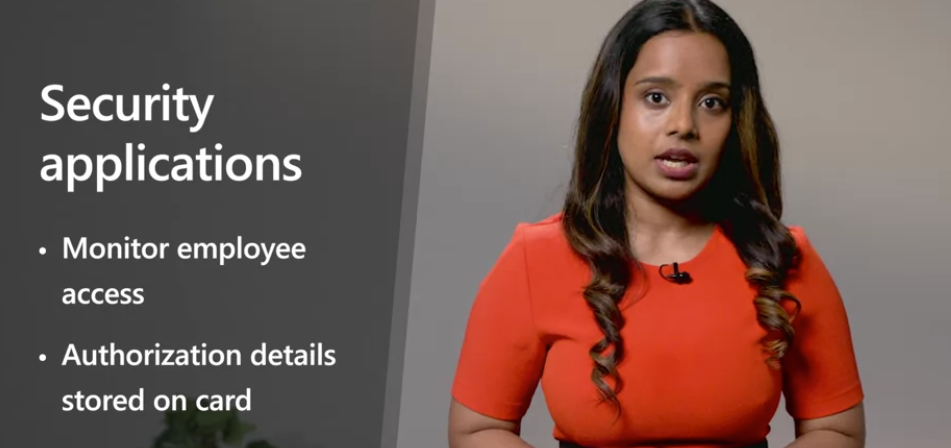 Security
applications
• Monitor employee
access
• Authorization details
stored on card